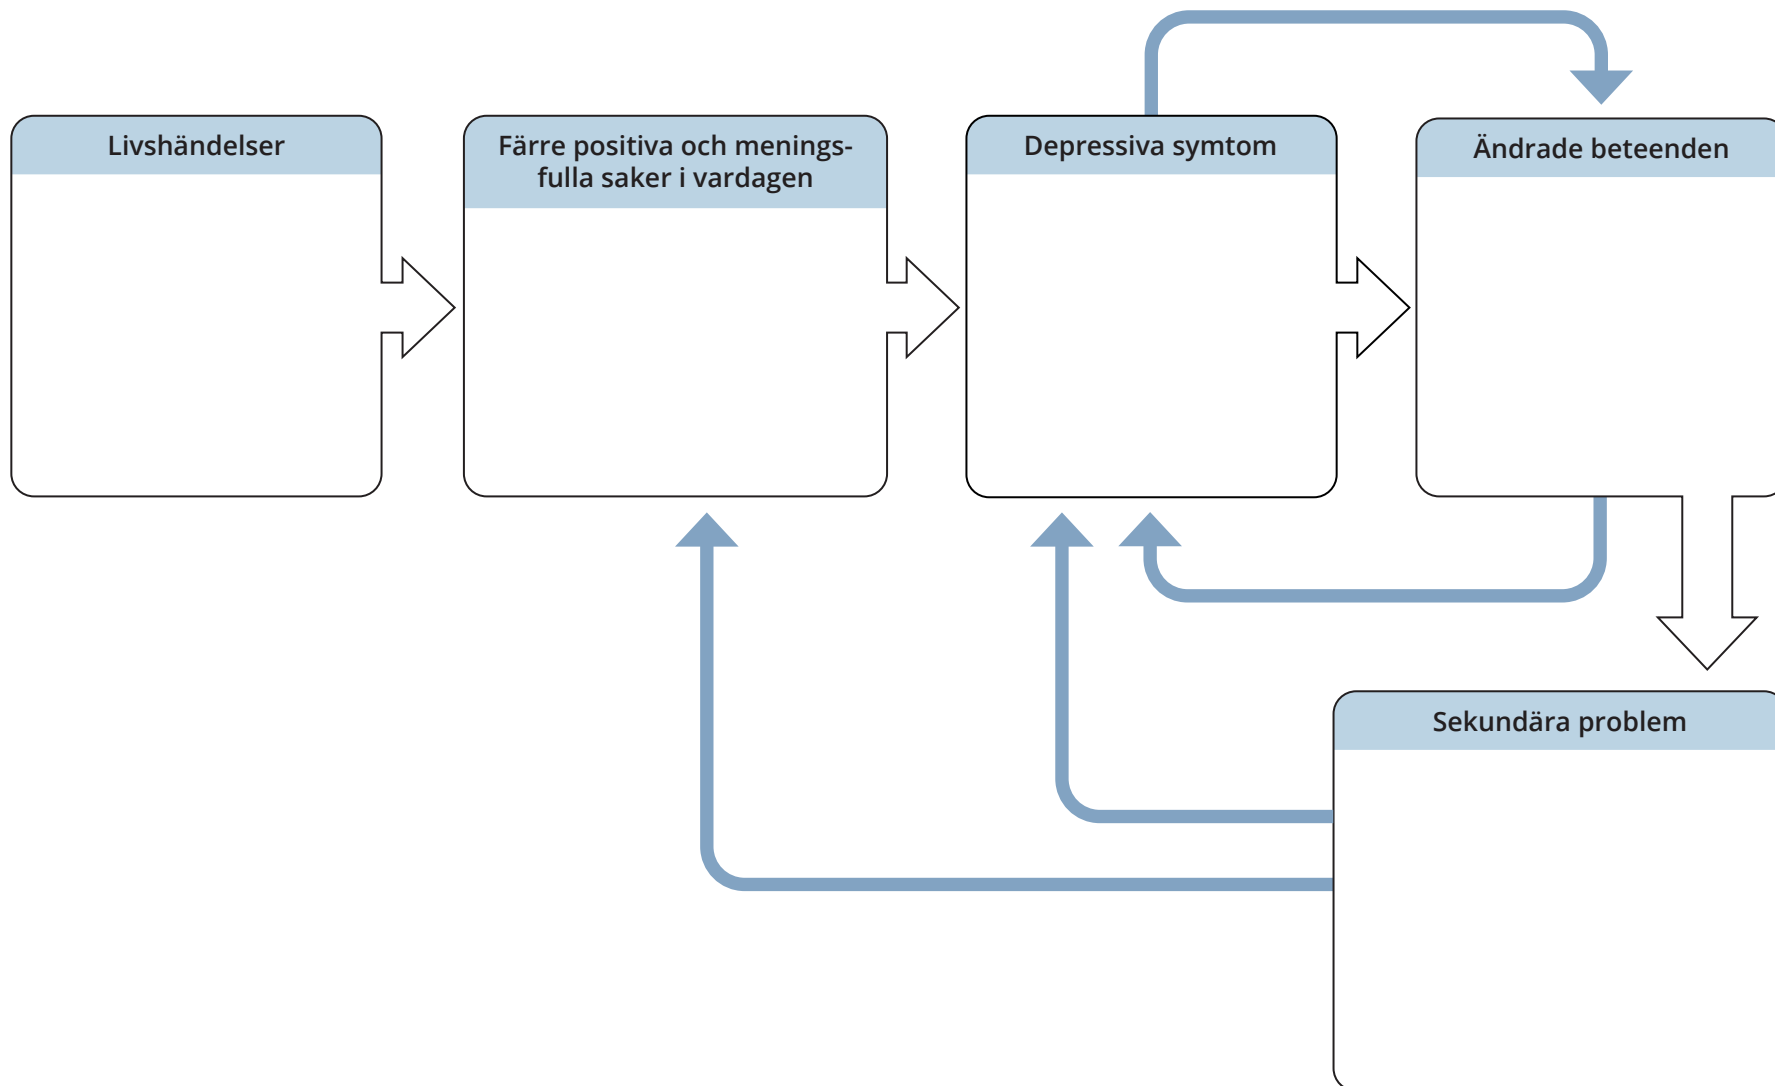 Livshändelser
Färre positiva och menings-
fulla saker i vardagen
Depressiva symtom
Ändrade beteenden
Sekundära problem